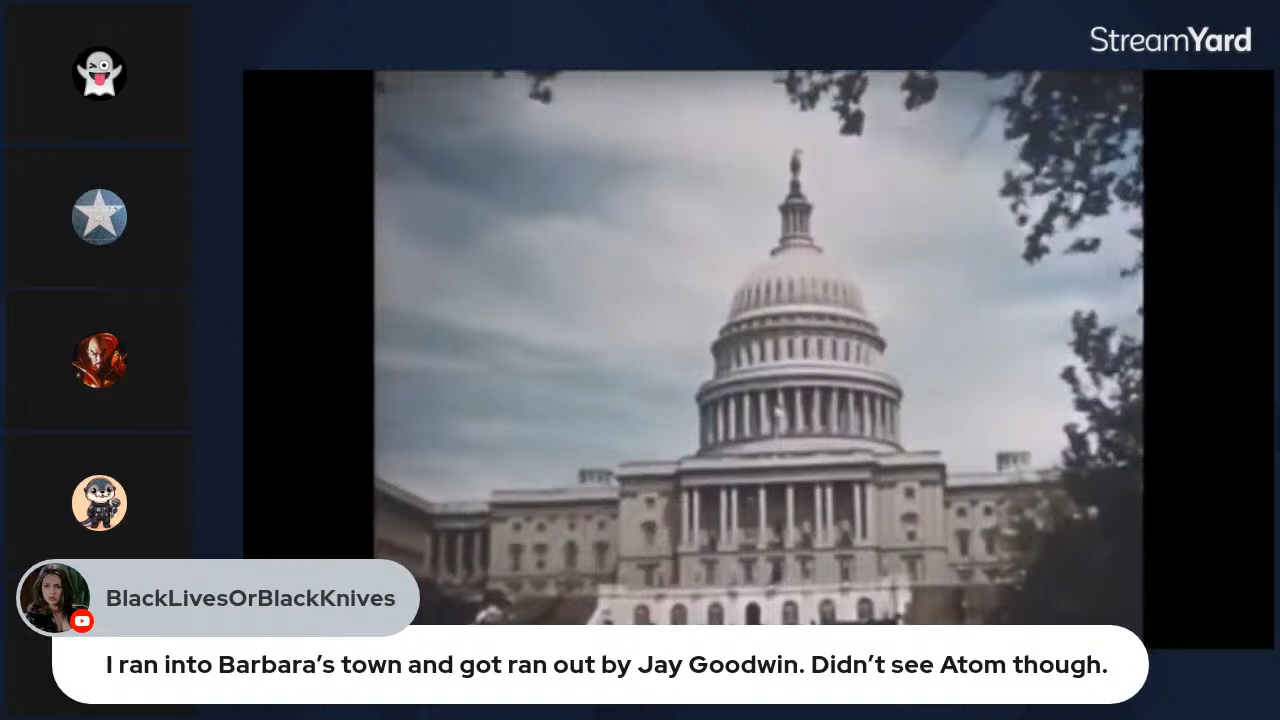 StreamYard
BlackLivesOrBlackKnives
I ran into Barbara’s town and got ran out by Jay Goodwin. Didn’t see Atom though.